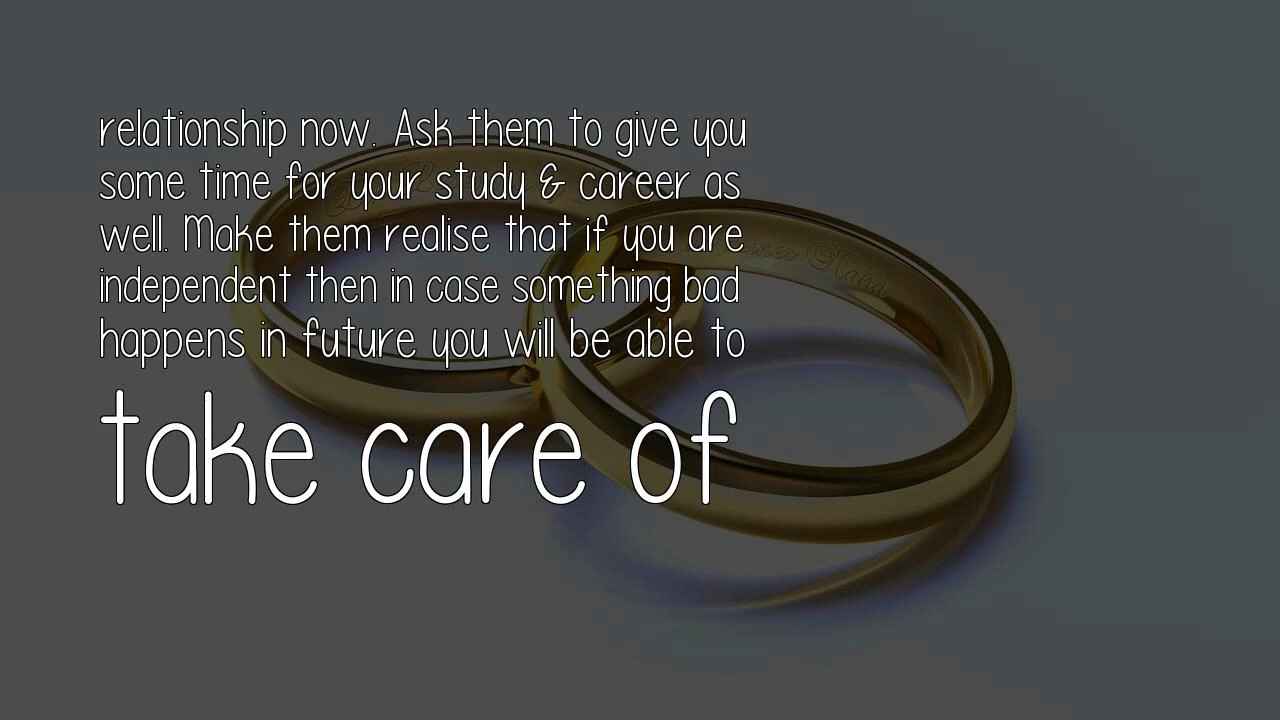 relationship now. Ask them to give you
some time for your study & career as
well. Make them realise that if you are
independent then in case something bad
happens in future you will be able to
take care of